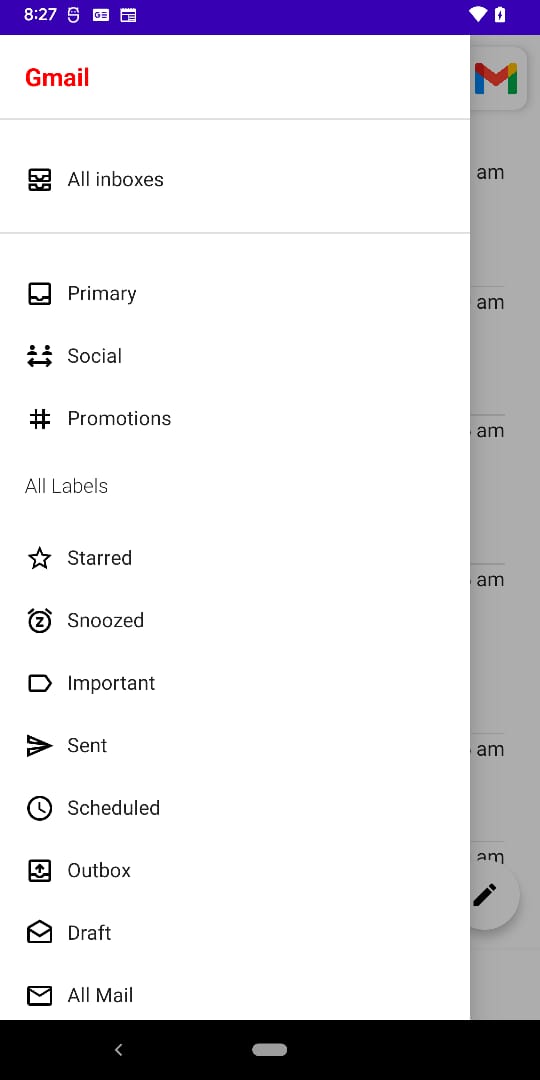 8:27
Gmail
All inboxes
am
Primary
am
Social
Promotions
am
All Labels
Starred
am
Snoozed
Important
Sent
am
Scheduled
am
Outbox
Draft
All Mail